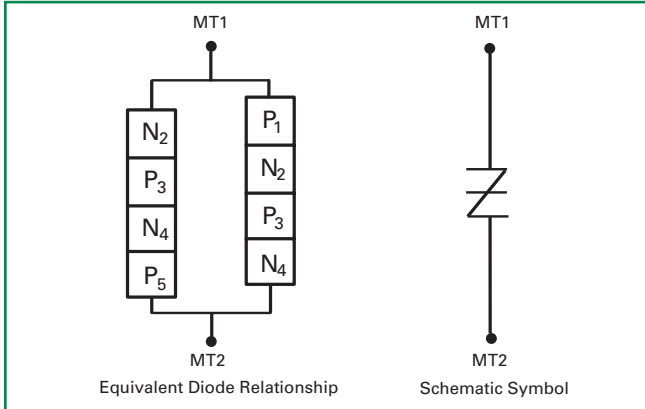 MT1
MT1
N2
P3
N4
P5
P1
N2
P3
N4
MT2
MT2
Equivalent Diode Relationship
Schematic Symbol